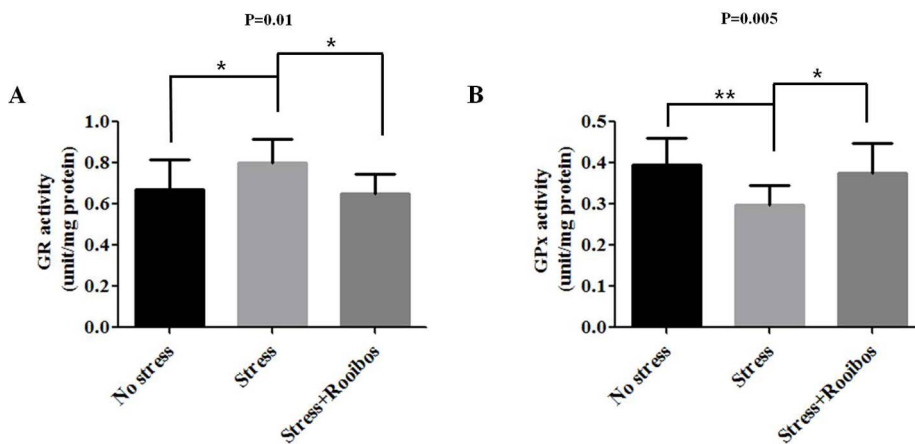 P=0.01
*
*
A
GR activity
(unit/mg protein)
1.0
0.8
0.6
0.4
0.2
0.0
No stress
Stress
Stress+Rooibos
P=0.005
**
*
B
GPx activity
(unit/mg protein)
0.5
0.4
0.3
0.2
0.1
0.0
No stress
Stress
Stress+Rooibos